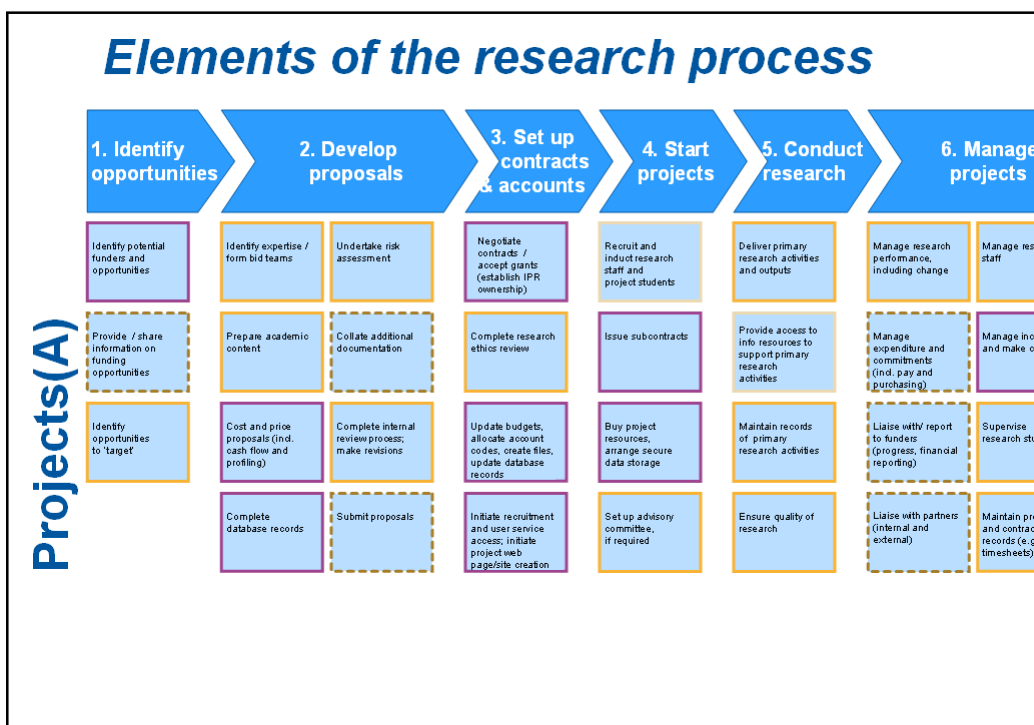 Elements of the research process
1. Identify
opportunities
2. Develop
proposals
3. Set up
contracts
& accounts
4. Start
projects
5. Conduct
research
6. Manage
projects
Projects(A)
Identify potential
funders and
opportunities
Provide / share
information on
funding
opportunities
Identify
opportunities
to 'target'
Identify expertise /
form bid teams
Prepare academic
content
Cost and price
proposals (incl.
cash flow and
profiling)
Complete
database records
Undertake risk
assessment
Collate additional
documentation
Complete internal
review process;
make revisions
Submit proposals
Negotiate
contracts /
accept grants
(establish IPR
ownership)
Complete research
ethics review
Update budgets,
allocate account
codes, create files,
update database
records
Initiate recruitment
and user service
access; initiate
project web
page/site creation
Recruit and
induct research
staff and
project students
Issue subcontracts
Buy project
resources,
arrange secure
data storage
Set up advisory
committee,
if required
Deliver primary
research activities
and outputs
Provide access to
info resources to
support primary
research
activities
Maintain records
of primary
research activities
Ensure quality of
research
Manage research
performance,
including change
Manage
expenditure and
commitments
(incl. pay and
purchasing)
Liaise with/ report
to funders
(progress, financial
reporting)
Liaise with partners
(internal and
external)
Manage res
staff
Manage inc
and make c
Supervise
research stu
Maintain pro
and contrac
records (e.g
timesheets)